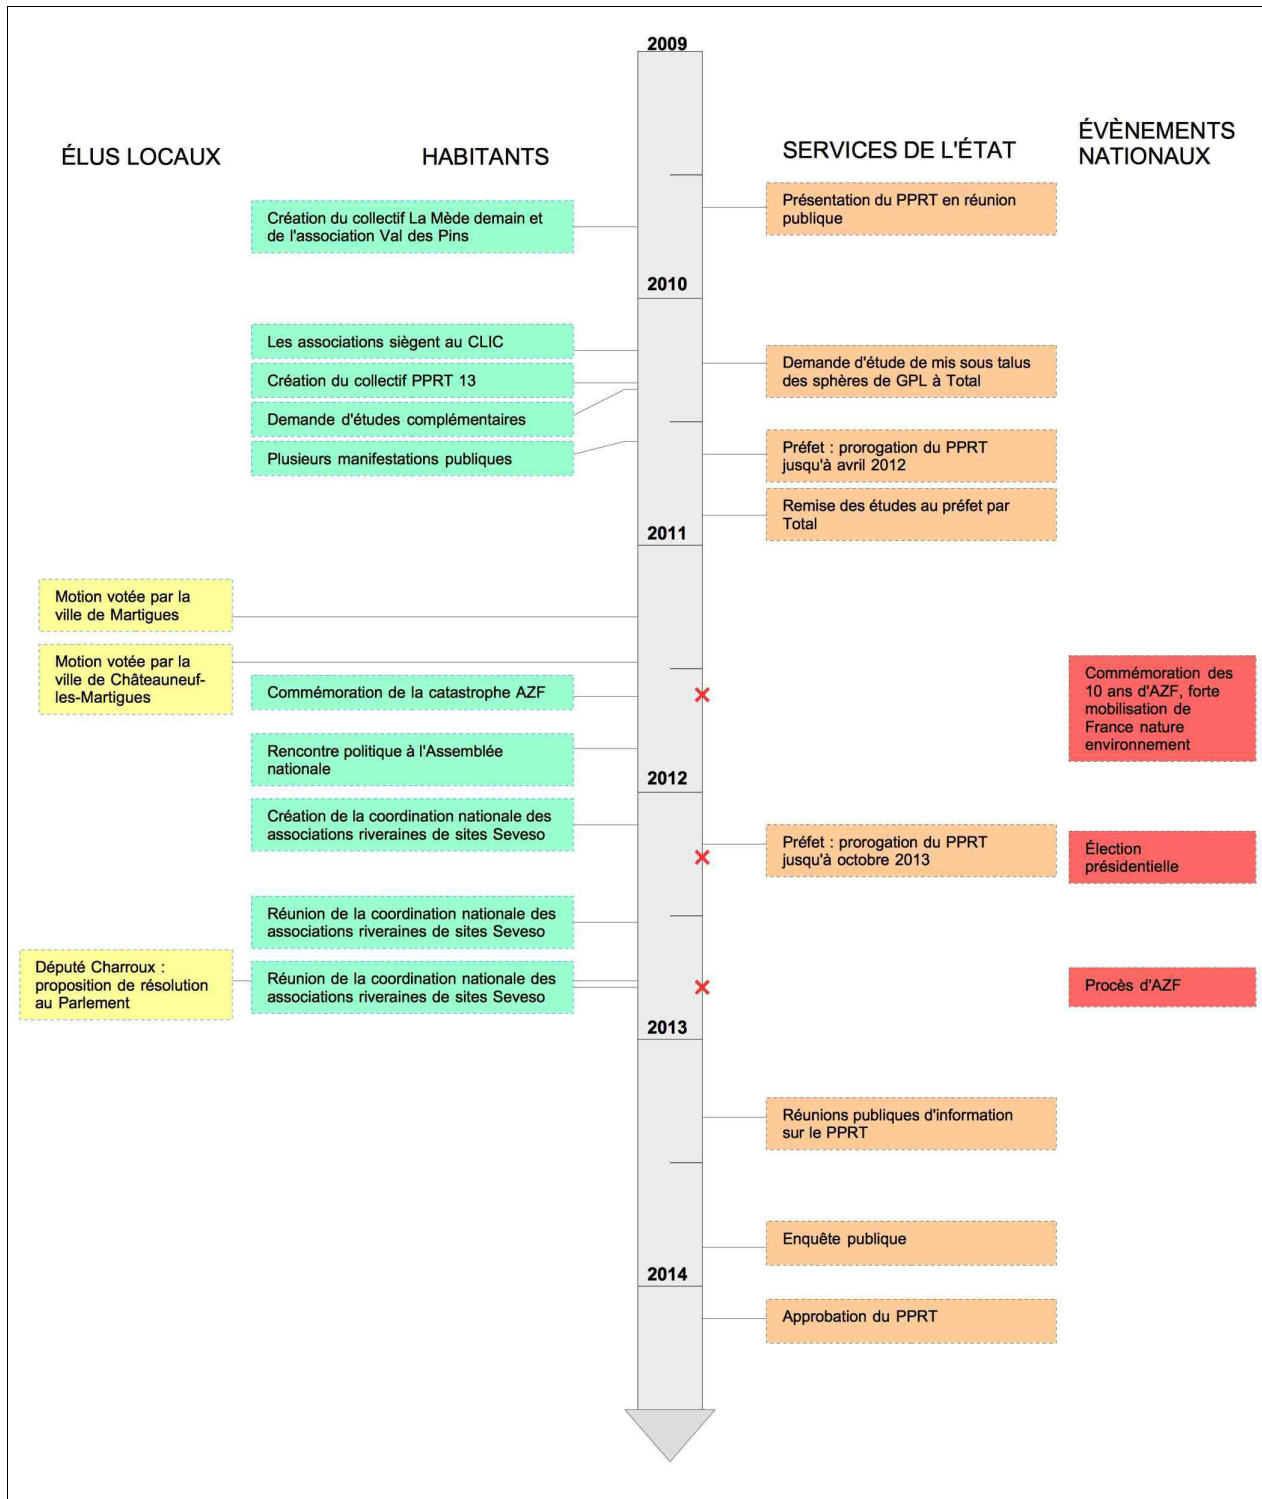 2009
ÉLUS LOCAUX
HABITANTS
SERVICES DE L'ÉTAT
ÉVÈNEMENTS
NATIONAUX
Présentation du PPRT en réunion
publique
Création du collectif La Mède demain et
de l'association Val des Pins
2010
Les associations siègent au CLIC
Demande d'étude de mis sous talus
des sphères de GPL à Total
Création du collectif PPRT 13
Demande d'études complémentaires
Plusieurs manifestations publiques
Préfet : prorogation du PPRT
jusqu'à avril 2012
Remise des études au préfet par
Total
2011
Motion votée par la
ville de Martigues
Motion votée par la
ville de Châteauneuf-
les-Martigues
Commémoration de la catastrophe AZF
Commémoration des
10 ans d'AZF, forte
mobilisation de
France nature
environnement
Rencontre politique à l'Assemblée
nationale
2012
Création de la coordination nationale des
associations riveraines de sites Seveso
Préfet : prorogation du PPRT
jusqu'à octobre 2013
Élection
présidentielle
Réunion de la coordination nationale des
associations riveraines de sites Seveso
Député Charroux :
proposition de résolution
au Parlement
Réunion de la coordination nationale des
associations riveraines de sites Seveso
Procès d'AZF
2013
Réunions publiques d'information
sur le PPRT
Enquête publique
2014
Approbation du PPRT